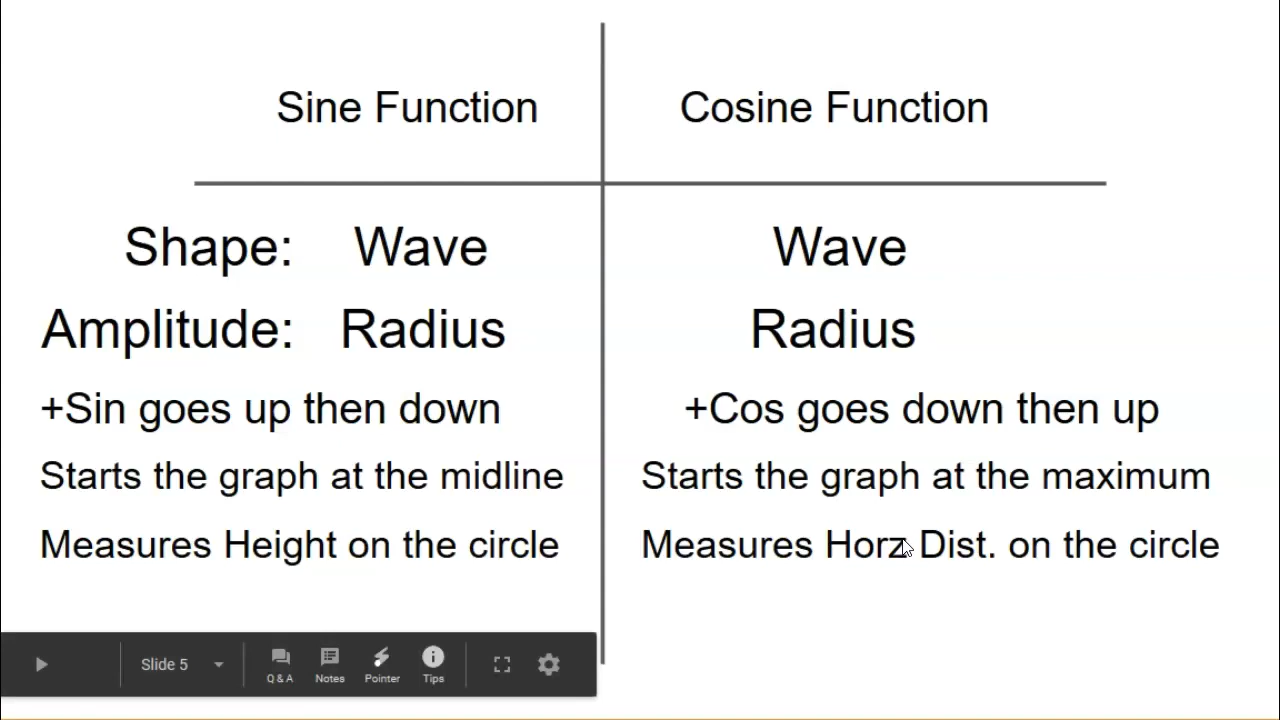 Sine Function Cosine Function
Shape: Wave Wave
Amplitude: Radius Radius
+Sin goes up then down +Cos goes down then up
Starts the graph at the midline Starts the graph at the maximum
Measures Height on the circle Measures Horz Dist. on the circle
Slide 5 Q & A Notes Pointer Tips